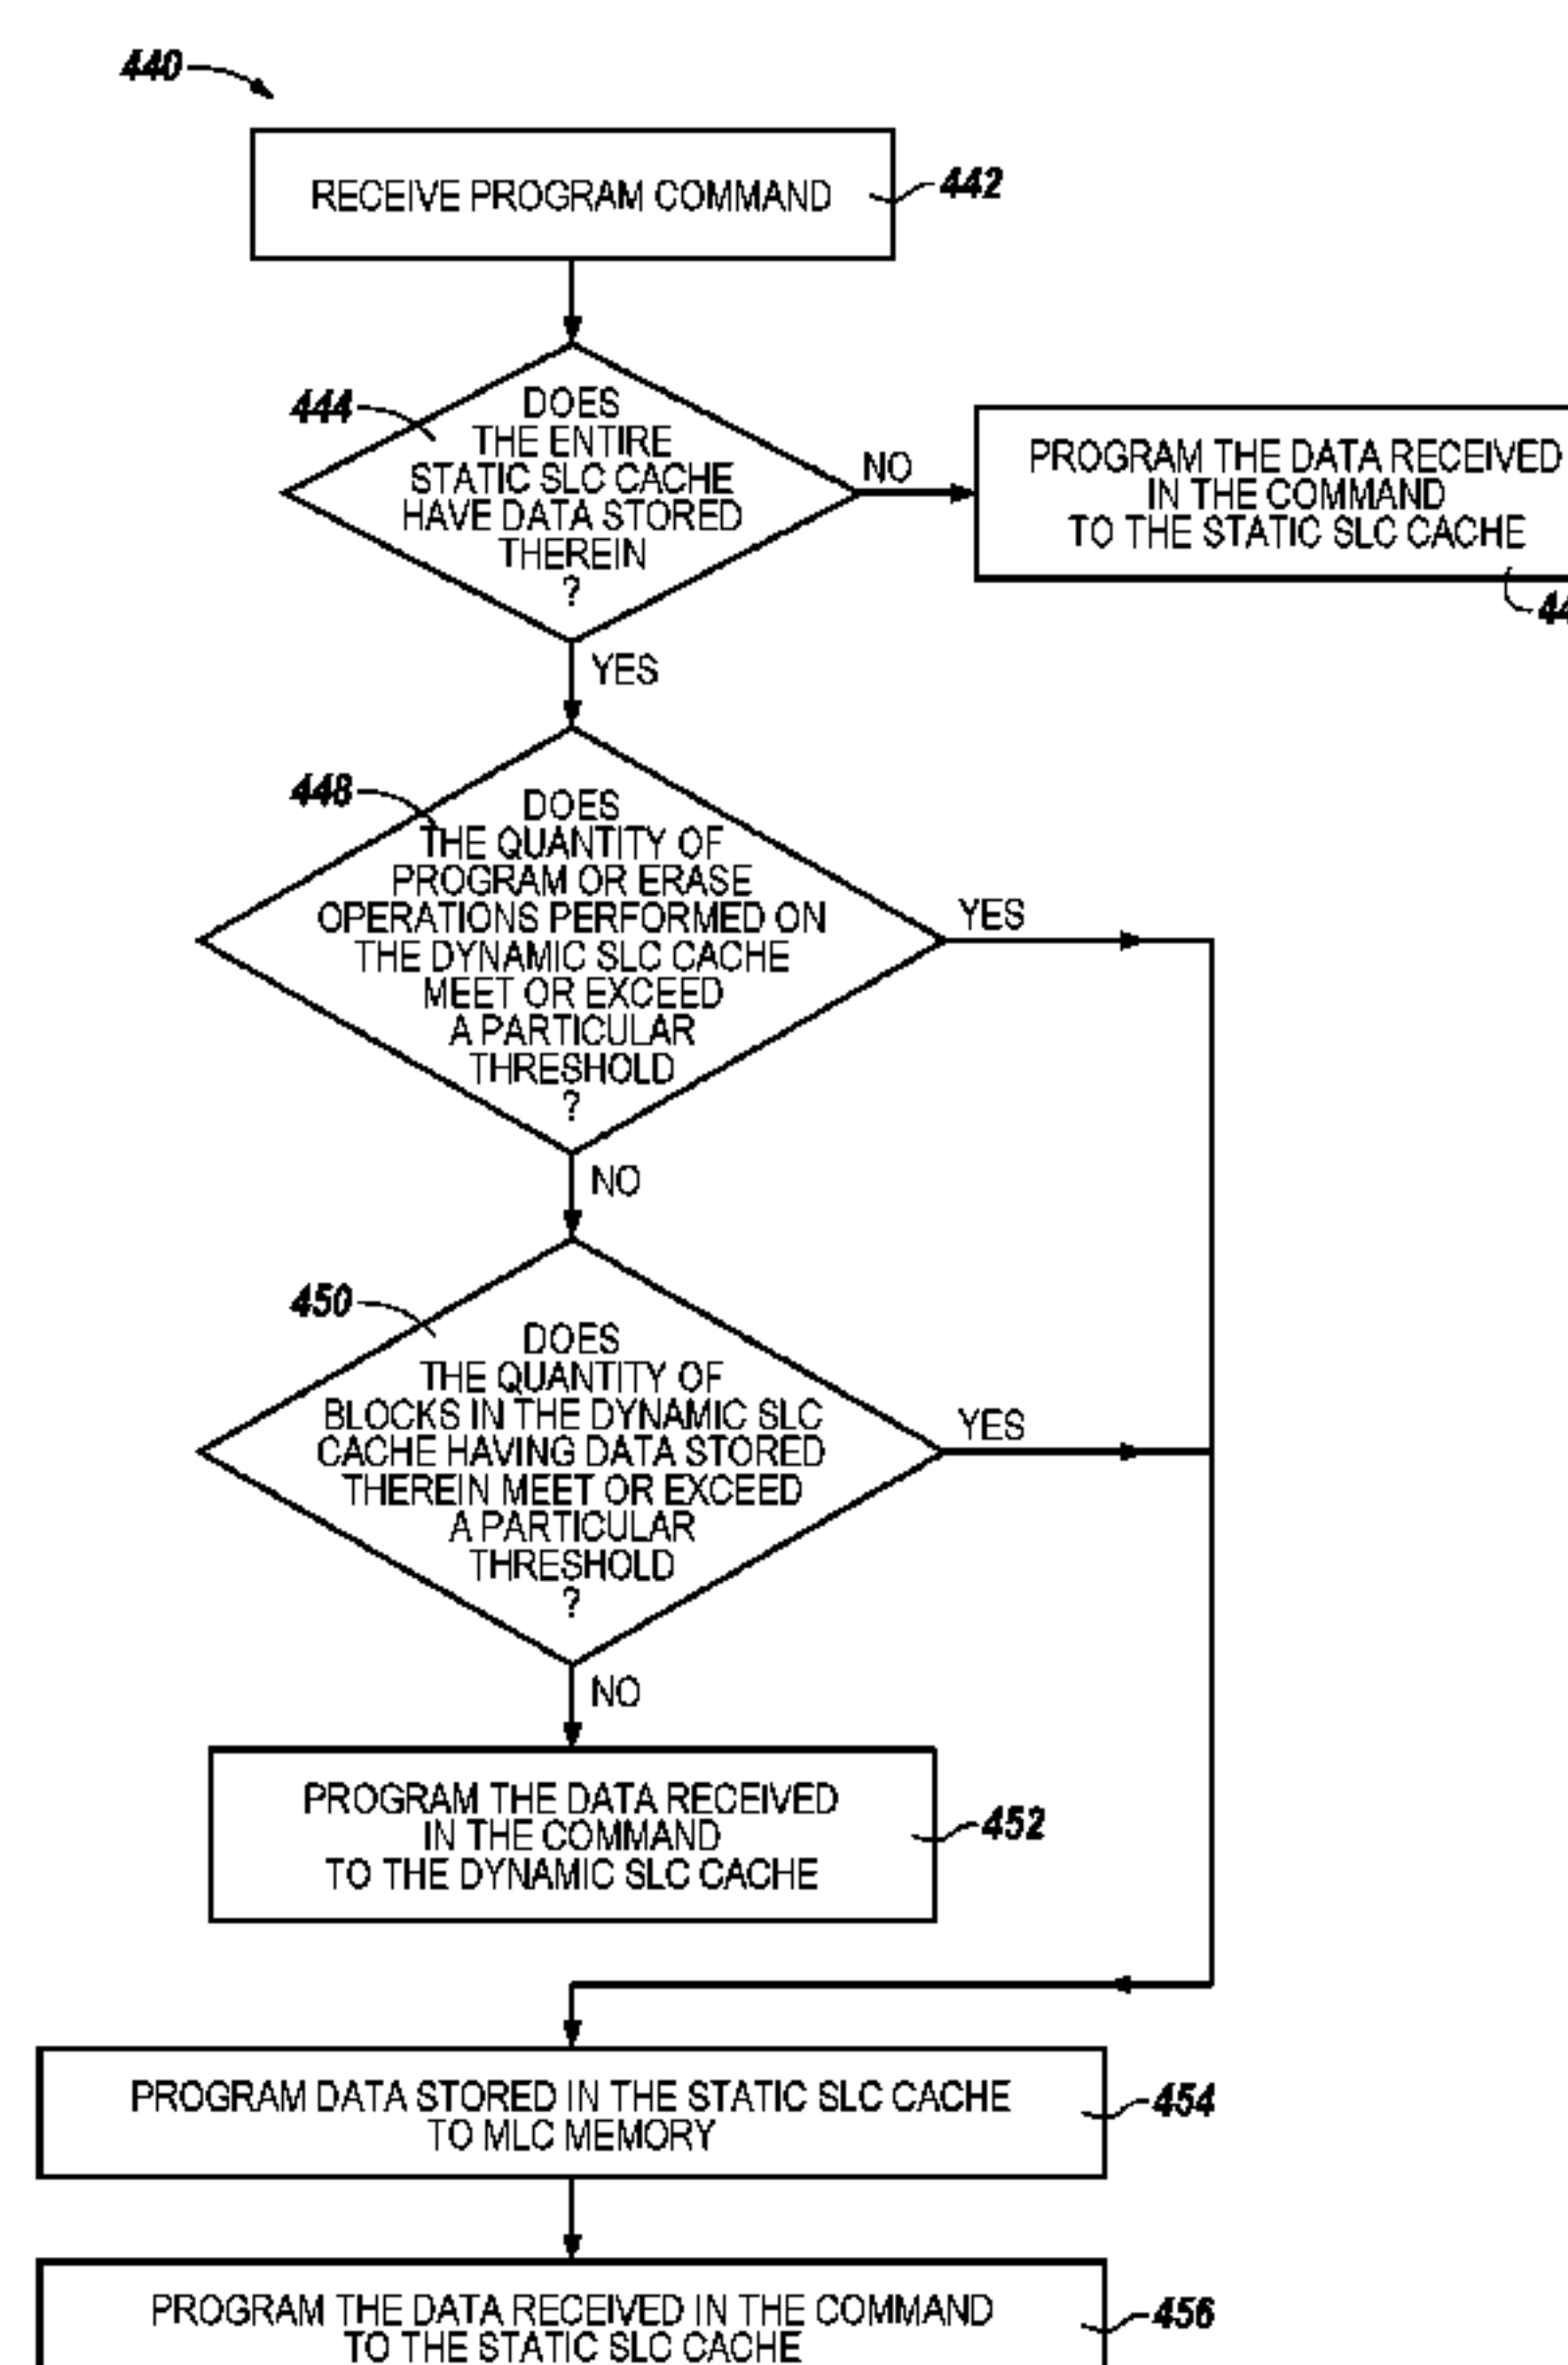 440
RECEIVE PROGRAM COMMAND
442
444
DOES
THE ENTIRE
STATIC SLC CACHE
HAVE DATA STORED
THEREIN
?
NO
PROGRAM THE DATA RECEIVED
IN THE COMMAND
TO THE STATIC SLC CACHE
YES
448
DOES
THE QUANTITY OF
PROGRAM OR ERASE
OPERATIONS PERFORMED ON
THE DYNAMIC SLC CACHE
MEET OR EXCEED
A PARTICULAR
THRESHOLD
?
YES
NO
450
DOES
THE QUANTITY OF
BLOCKS IN THE DYNAMIC SLC
CACHE HAVING DATA STORED
THEREIN MEET OR EXCEED
A PARTICULAR
THRESHOLD
?
YES
NO
PROGRAM THE DATA RECEIVED
IN THE COMMAND
TO THE DYNAMIC SLC CACHE
452
PROGRAM DATA STORED IN THE STATIC SLC CACHE
TO MLC MEMORY
454
PROGRAM THE DATA RECEIVED IN THE COMMAND
TO THE STATIC SLC CACHE
456